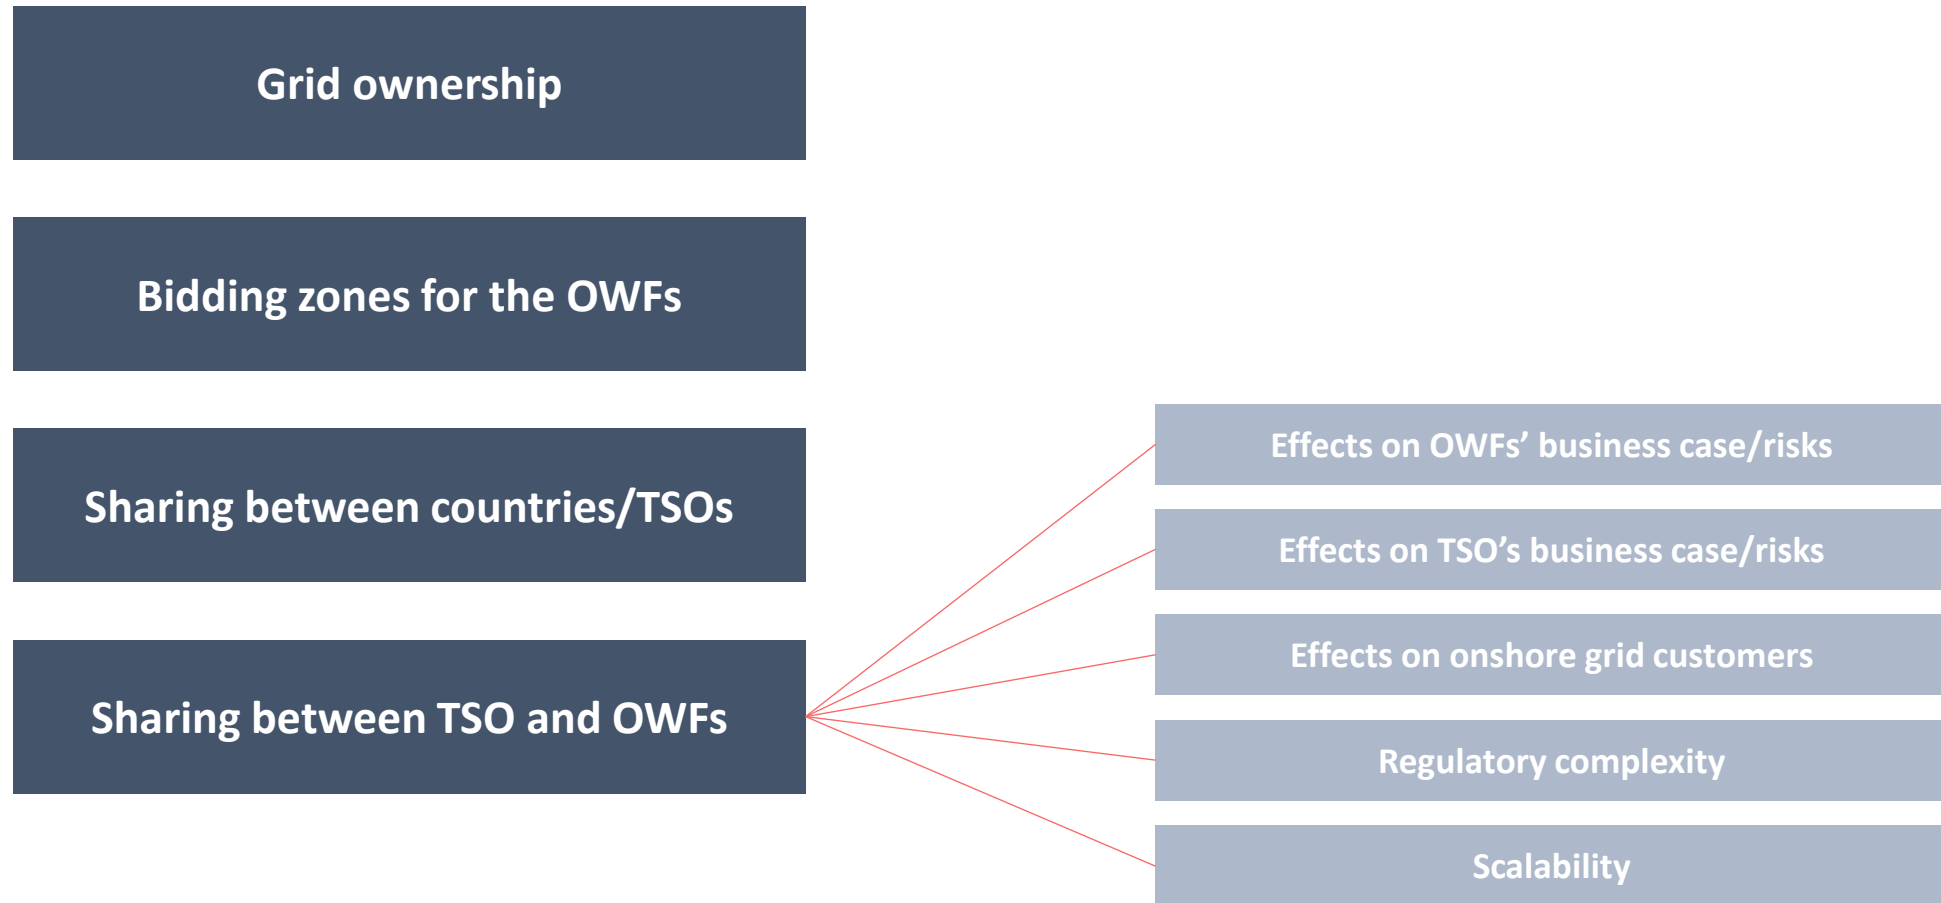 Grid ownership
Bidding zones for the OWFs
Sharing between countries/TSOs
Sharing between TSO and OWFs
Effects on OWFs’ business case/risks
Effects on TSO’s business case/risks
Effects on onshore grid customers
Regulatory complexity
Scalability